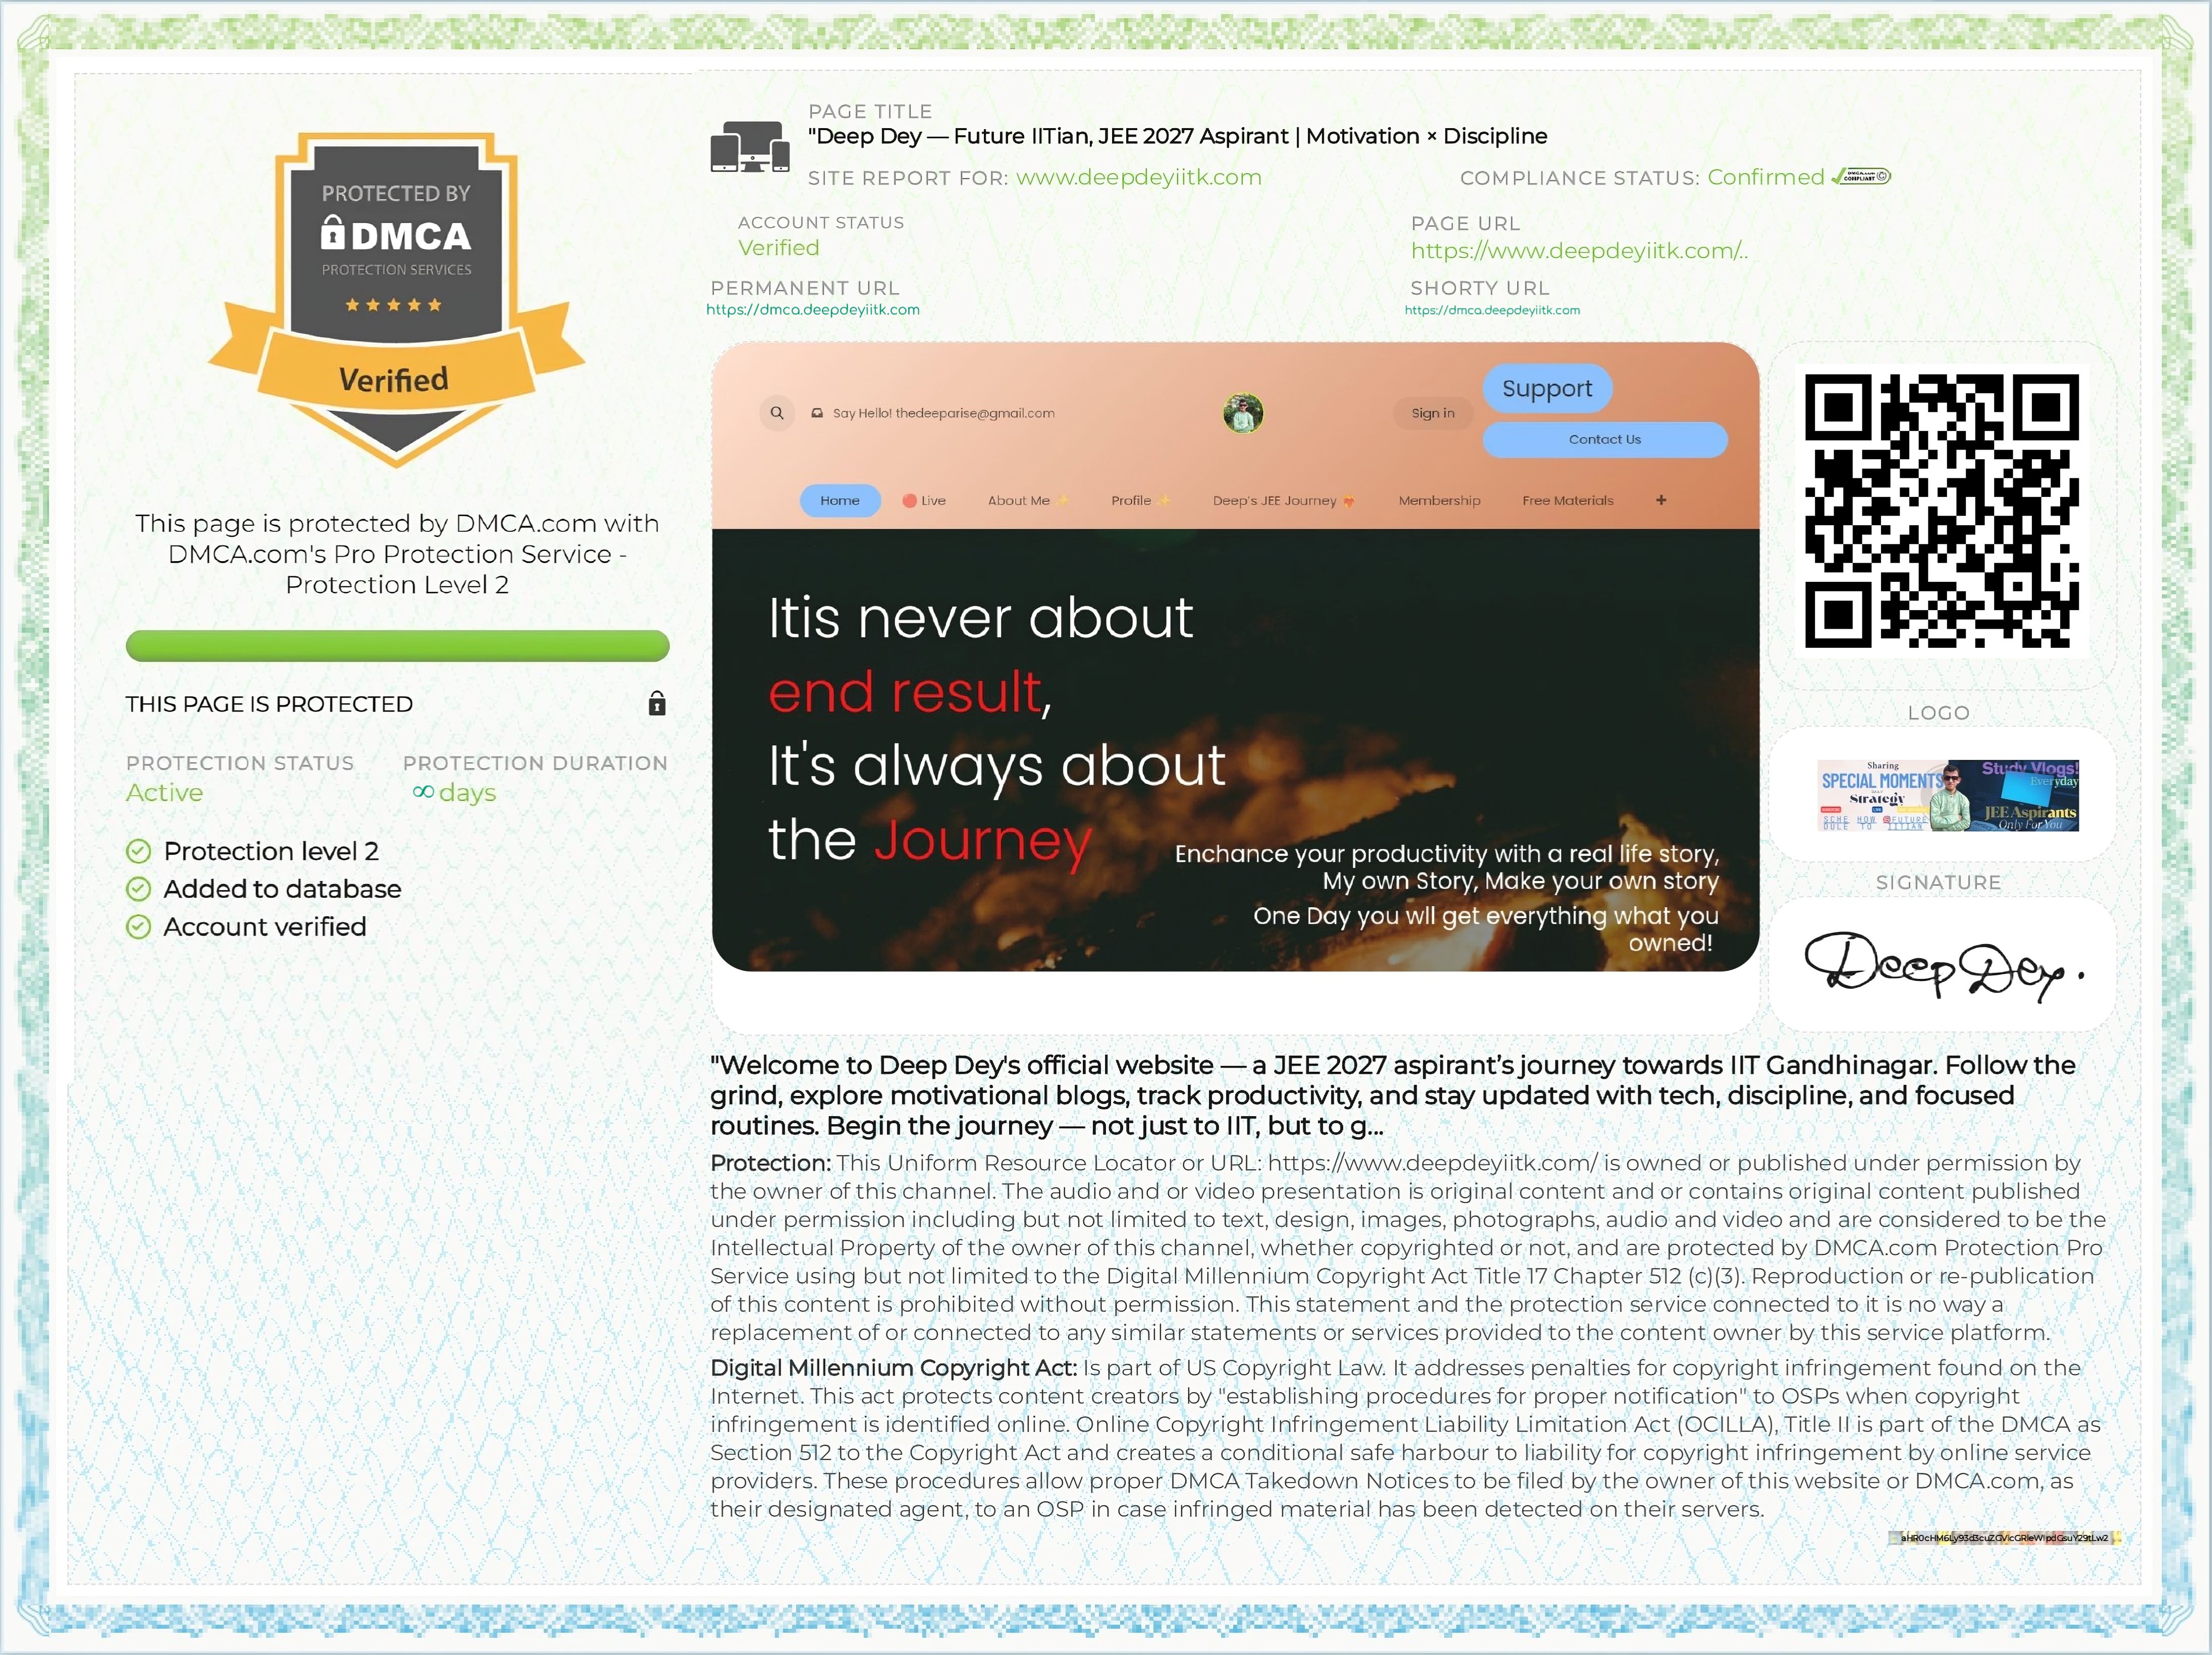 PROTECTED BY
DMCA
PROTECTION SERVICES
Verified
This page is protected by DMCA.com with
DMCA.com's Pro Protection Service -
Protection Level 2
THIS PAGE IS PROTECTED
PROTECTION STATUS PROTECTION DURATION
Active ∞ days
Protection level 2
Added to database
Account verified
PAGE TITLE
"Deep Dey — Future IITian, JEE 2027 Aspirant | Motivation × Discipline
SITE REPORT FOR: www.deepdeyiitk.com COMPLIANCE STATUS: Confirmed DMCA.com COMPLIANT
ACCOUNT STATUS PAGE URL
Verified https://www.deepdeyiitk.com/..
PERMANENT URL SHORTY URL
https://dmca.deepdeyiitk.com https://dmca.deepdeyiitk.com
Support
Say Hello! thedeeparise@gmail.com Sign in
Contact Us
Home Live About Me Profile Deep's JEE Journey Membership Free Materials +
Itis never about
end result,
It's always about
the Journey
Enchance your productivity with a real life story,
My own Story, Make your own story
One Day you wll get everything what you
owned!
LOGO
Sharing
SPECIAL MOMENTS
Strategy
SCHE HOW FUTURE
DULE TO IITIAN
Study Vlogs!
Everyday
JEE Aspirants
Only For You
SIGNATURE
Deep Dey.
"Welcome to Deep Dey's official website — a JEE 2027 aspirant’s journey towards IIT Gandhinagar. Follow the
grind, explore motivational blogs, track productivity, and stay updated with tech, discipline, and focused
routines. Begin the journey — not just to IIT, but to g...
Protection: This Uniform Resource Locator or URL: https://www.deepdeyiitk.com/ is owned or published under permission by
the owner of this channel. The audio and or video presentation is original content and or contains original content published
under permission including but not limited to text, design, images, photographs, audio and video and are considered to be the
Intellectual Property of the owner of this channel, whether copyrighted or not, and are protected by DMCA.com Protection Pro
Service using but not limited to the Digital Millennium Copyright Act Title 17 Chapter 512 (c)(3). Reproduction or re-publication
of this content is prohibited without permission. This statement and the protection service connected to it is no way a
replacement of or connected to any similar statements or services provided to the content owner by this service platform.
Digital Millennium Copyright Act: Is part of US Copyright Law. It addresses penalties for copyright infringement found on the
Internet. This act protects content creators by "establishing procedures for proper notification" to OSPs when copyright
infringement is identified online. Online Copyright Infringement Liability Limitation Act (OCILLA), Title II is part of the DMCA as
Section 512 to the Copyright Act and creates a conditional safe harbour to liability for copyright infringement by online service
providers. These procedures allow proper DMCA Takedown Notices to be filed by the owner of this website or DMCA.com, as
their designated agent, to an OSP in case infringed material has been detected on their servers.